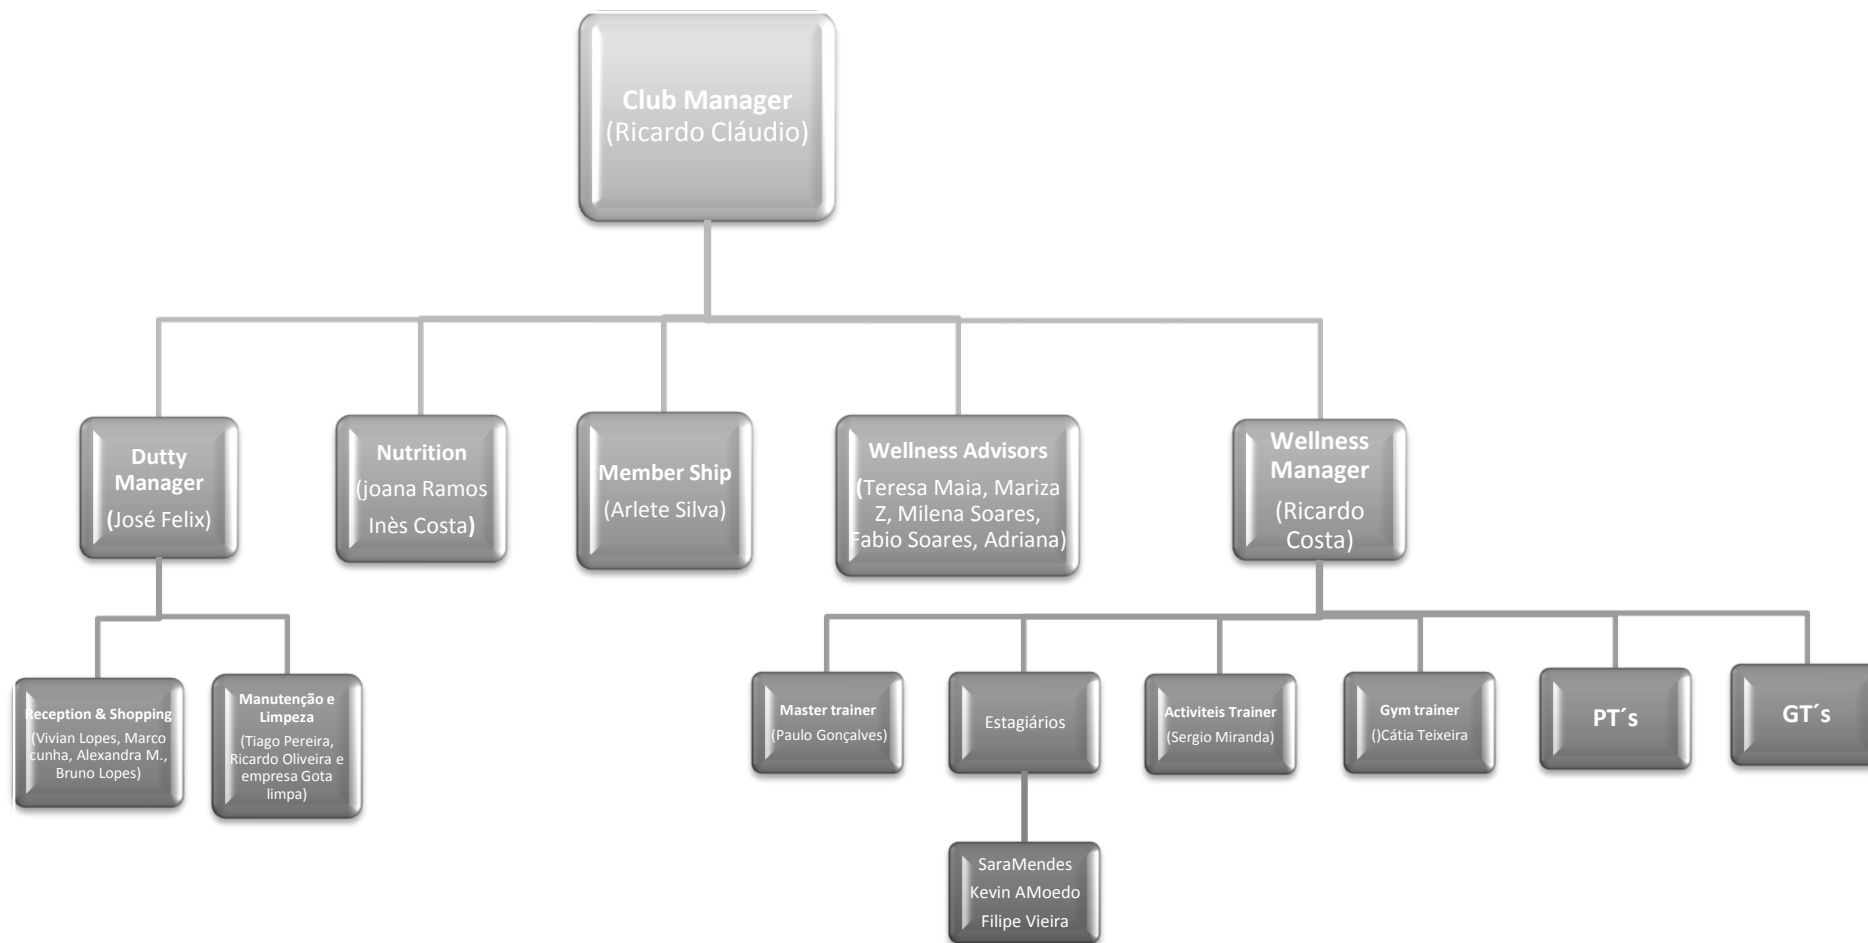 Club Manager
(Ricardo Cláudio)
Dutty
Manager
(José Felix)
Nutrition
(joana Ramos
Inès Costa)
Member Ship
(Arlete Silva)
Wellness Advisors
(Teresa Maia, Mariza
Z, Milena Soares,
Fabio Soares, Adriana)
Wellness
Manager
(Ricardo
Costa)
Reception & Shopping
(Vivian Lopes, Marco
cunha, Alexandra M.,
Bruno Lopes)
Manutenção e
Limpeza
(Tiago Pereira,
Ricardo Oliveira e
empresa Gota
limpa)
Master trainer
(Paulo Gonçalves)
Estagiários
Activiteis Trainer
(Sergio Miranda)
Gym trainer
()Cátia Teixeira
PT´s
GT´s
SaraMendes
Kevin AMoedo
Filipe Vieira